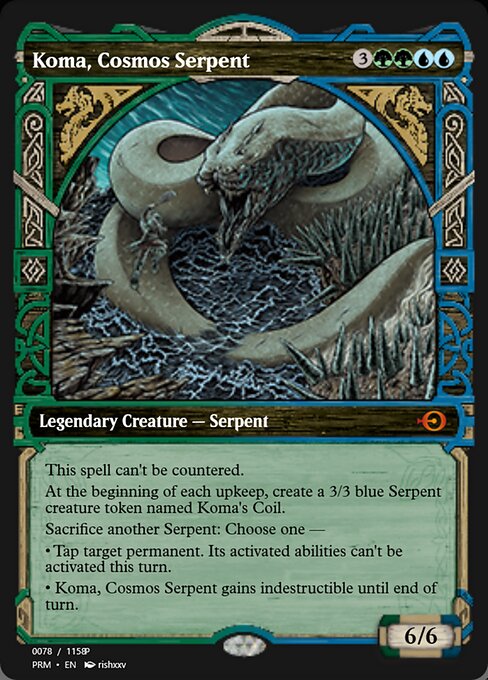 Koma, Cosmos Serpent
3
Legendary Creature — Serpent
This spell can't be countered.
At the beginning of each upkeep, create a 3/3 blue Serpent
creature token named Koma's Coil.
Sacrifice another Serpent: Choose one —
• Tap target permanent. Its activated abilities can't be
activated this turn.
• Koma, Cosmos Serpent gains indestructible until end of
turn.
6/6
0078 / 1158P
PRM • EN rishxxv